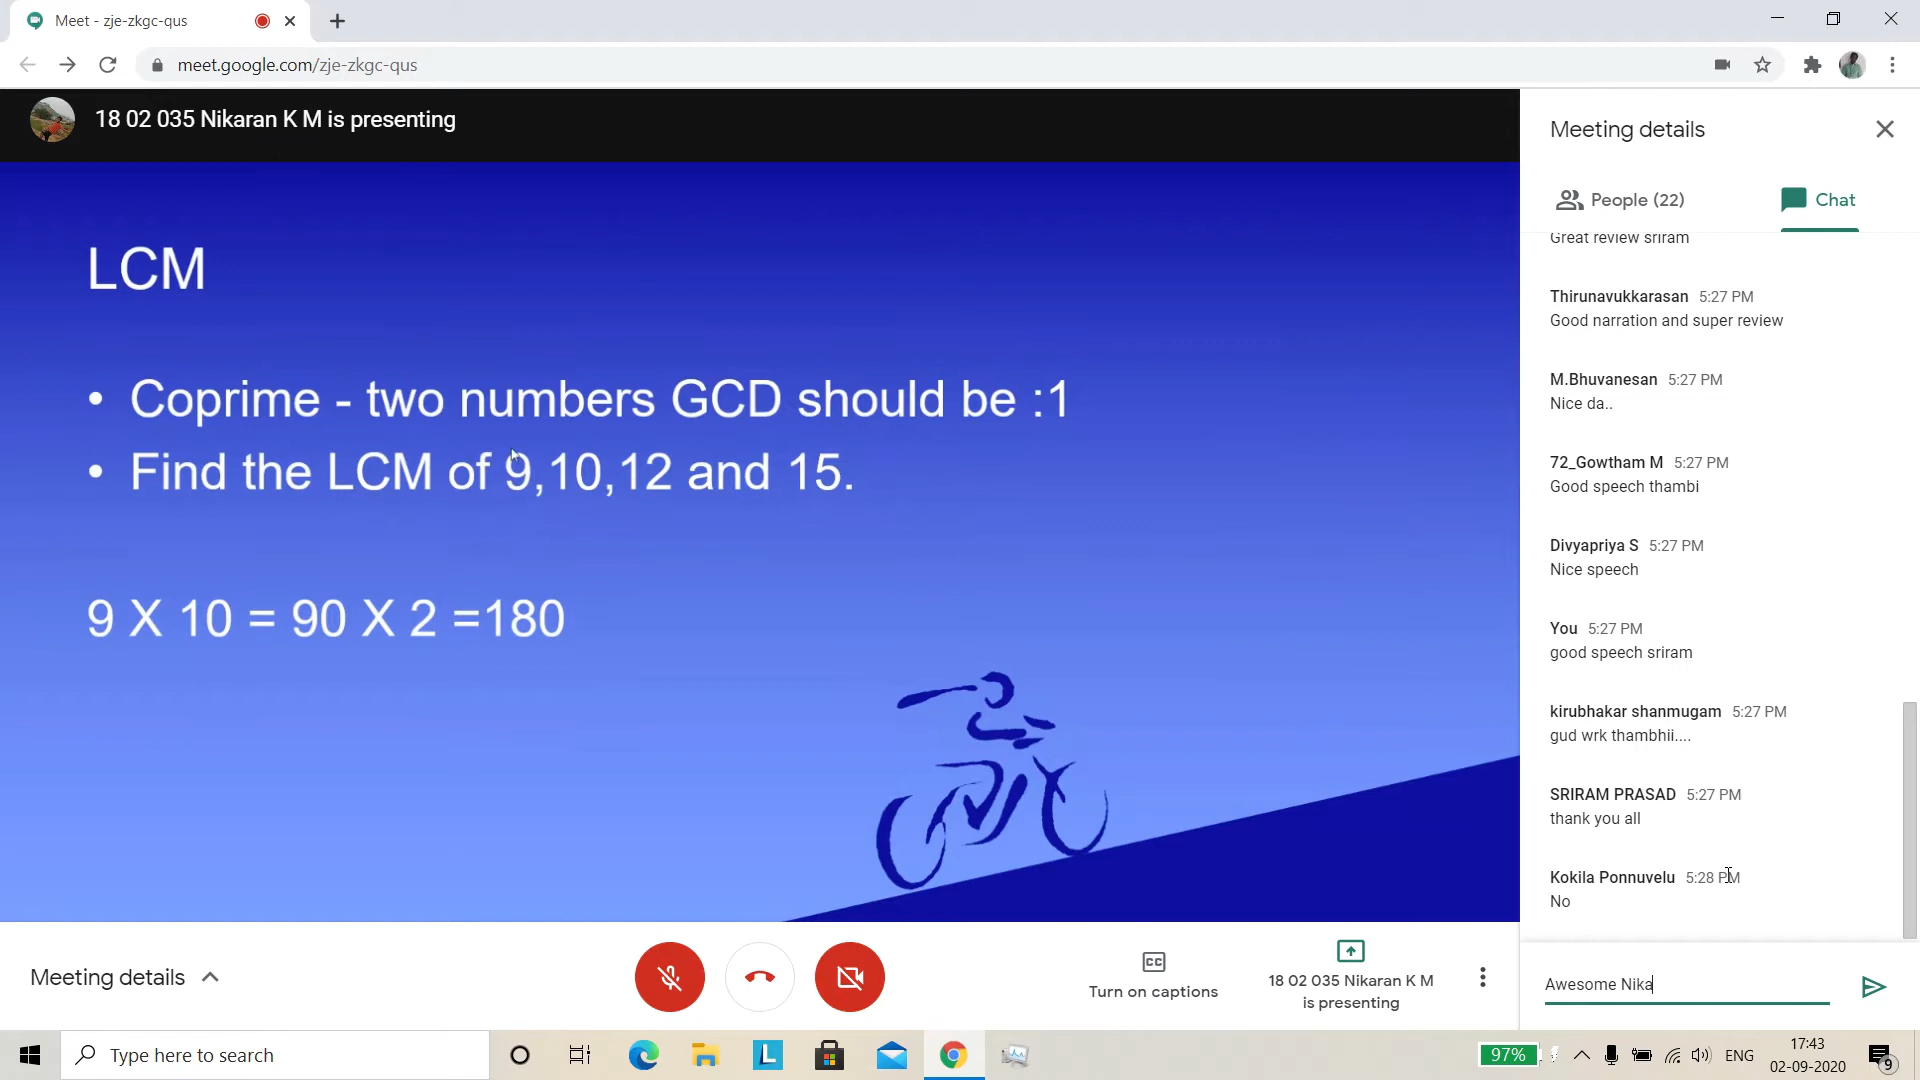 Meet - zje-zkgc-qus
meet.google.com/zje-zkgc-qus
18 02 035 Nikaran K M is presenting
LCM
• Coprime - two numbers GCD should be :1
• Find the LCM of 9,10,12 and 15.
9 X 10 = 90 X 2 =180
Meeting details
People (22)
Chat
Great review sriram
Thirunavukkarasan 5:27 PM
Good narration and super review
M.Bhuvanesan 5:27 PM
Nice da..
72_Gowtham M 5:27 PM
Good speech thambi
Divyapriya S 5:27 PM
Nice speech
You 5:27 PM
good speech sriram
kirubhakar shanmugam 5:27 PM
gud wrk thambhii....
SRIRAM PRASAD 5:27 PM
thank you all
Kokila Ponnuvelu 5:28 PM
No
Awesome Nika
Meeting details
CC
Turn on captions
18 02 035 Nikaran K M
is presenting
Type here to search
L
97%
ENG
17:43
02-09-2020
9